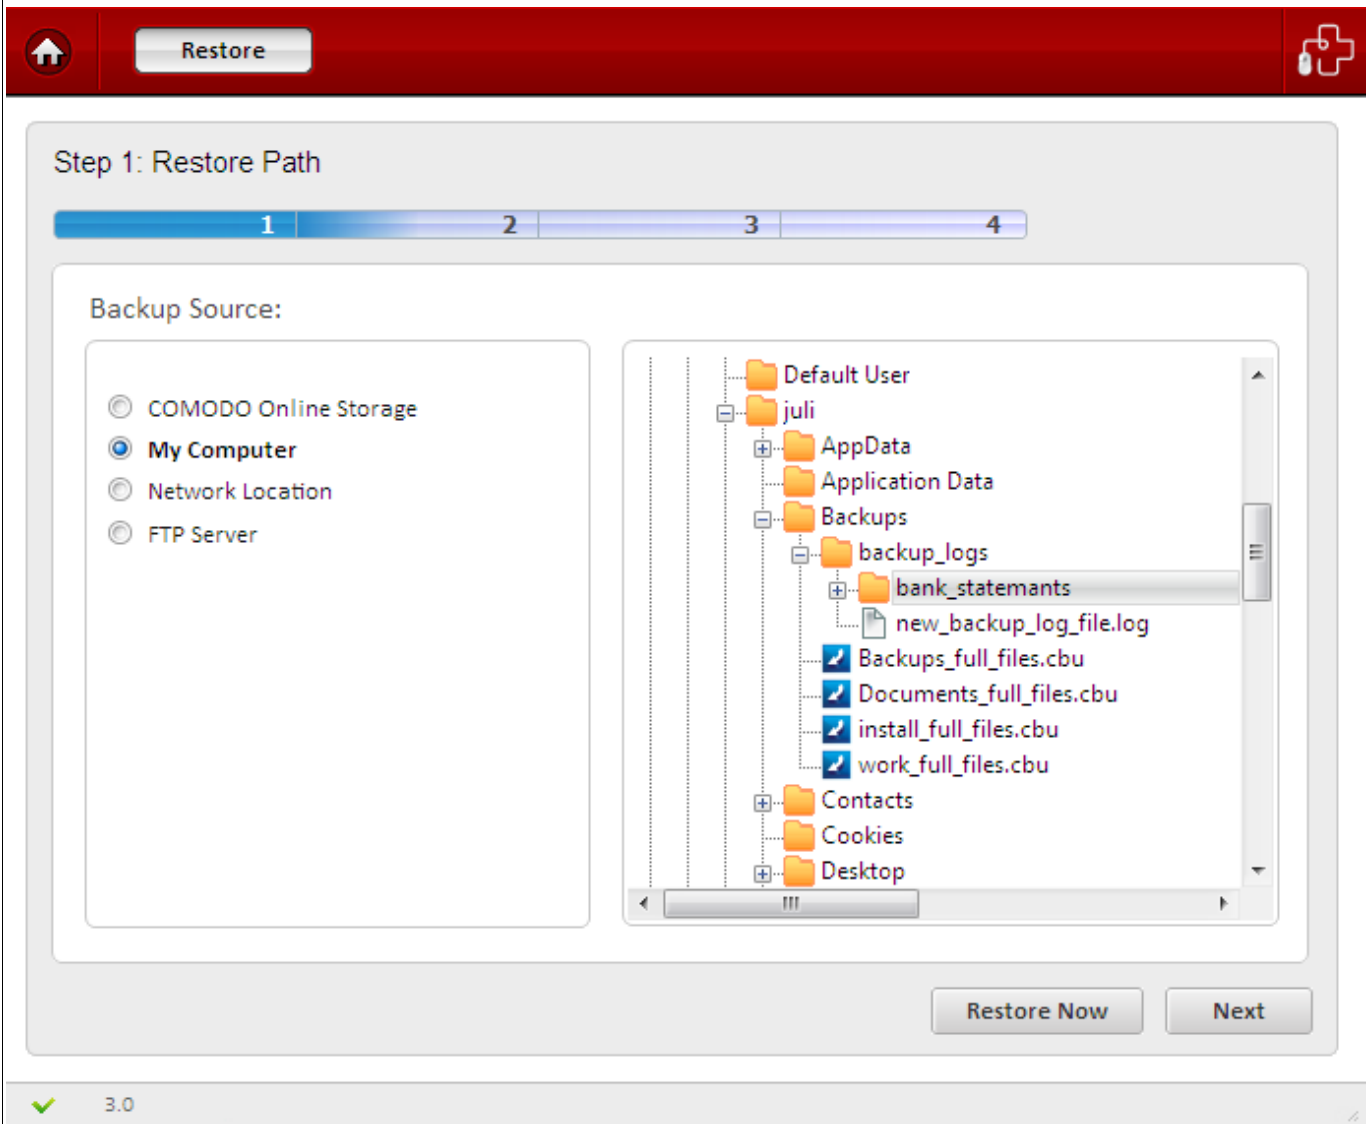 Restore
Step 1: Restore Path
1 2 3 4
Backup Source:
COMODO Online Storage
My Computer
Network Location
FTP Server
Default User
juli
AppData
Application Data
Backups
backup_logs
bank_statemants
new_backup_log_file.log
Backups_full_files.cbu
Documents_full_files.cbu
install_full_files.cbu
work_full_files.cbu
Contacts
Cookies
Desktop
Restore Now Next
3.0